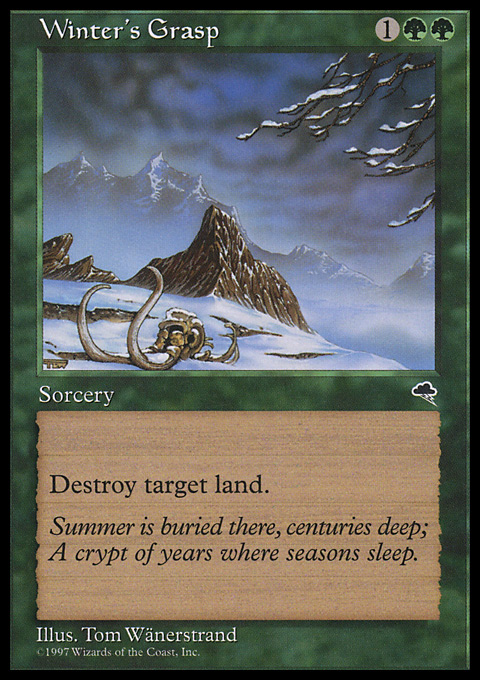 Winter's Grasp 1
Sorcery
Destroy target land.
Summer is buried there, centuries deep;
A crypt of years where seasons sleep.
Illus. Tom Wänerstrand
©1997 Wizards of the Coast, Inc.